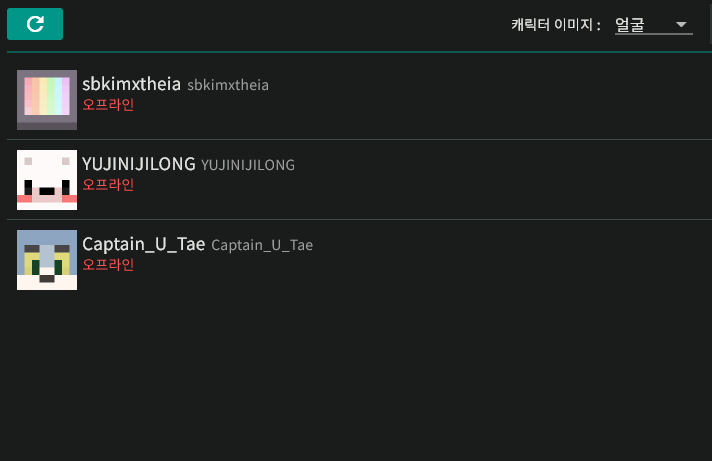 캐릭터 이미지 : 얼굴
sbkimxtheia sbkimxtheia
오프라인
YUJINIJILONG YUJINIJILONG
오프라인
Captain_U_Tae Captain_U_Tae
오프라인